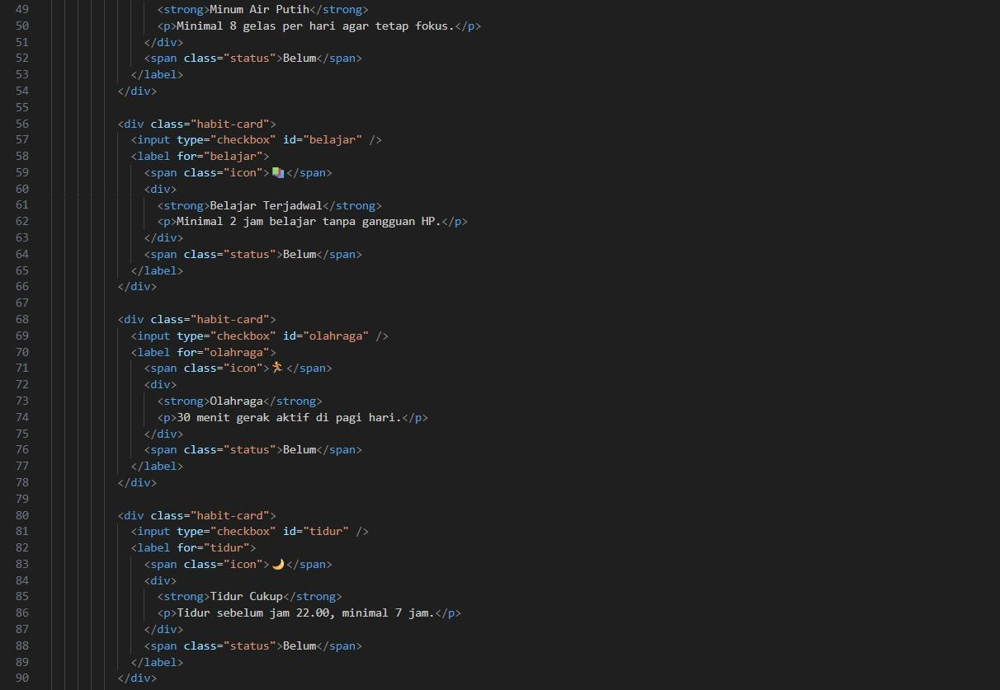 49 <strong>Minum Air Putih</strong>
50 <p>Minimal 8 gelas per hari agar tetap fokus.</p>
51 </div>
52 <span class="status">Belum</span>
53 </label>
54 </div>
55
56 <div class="habit-card">
57 <input type="checkbox" id="belajar" />
58 <label for="belajar">
59 <span class="icon">📚</span>
60 <div>
61 <strong>Belajar Terjadwal</strong>
62 <p>Minimal 2 jam belajar tanpa gangguan HP.</p>
63 </div>
64 <span class="status">Belum</span>
65 </label>
66 </div>
67
68 <div class="habit-card">
69 <input type="checkbox" id="olahraga" />
70 <label for="olahraga">
71 <span class="icon">🏃</span>
72 <div>
73 <strong>Olahraga</strong>
74 <p>30 menit gerak aktif di pagi hari.</p>
75 </div>
76 <span class="status">Belum</span>
77 </label>
78 </div>
79
80 <div class="habit-card">
81 <input type="checkbox" id="tidur" />
82 <label for="tidur">
83 <span class="icon">🌙</span>
84 <div>
85 <strong>Tidur Cukup</strong>
86 <p>Tidur sebelum jam 22.00, minimal 7 jam.</p>
87 </div>
88 <span class="status">Belum</span>
89 </label>
90 </div>